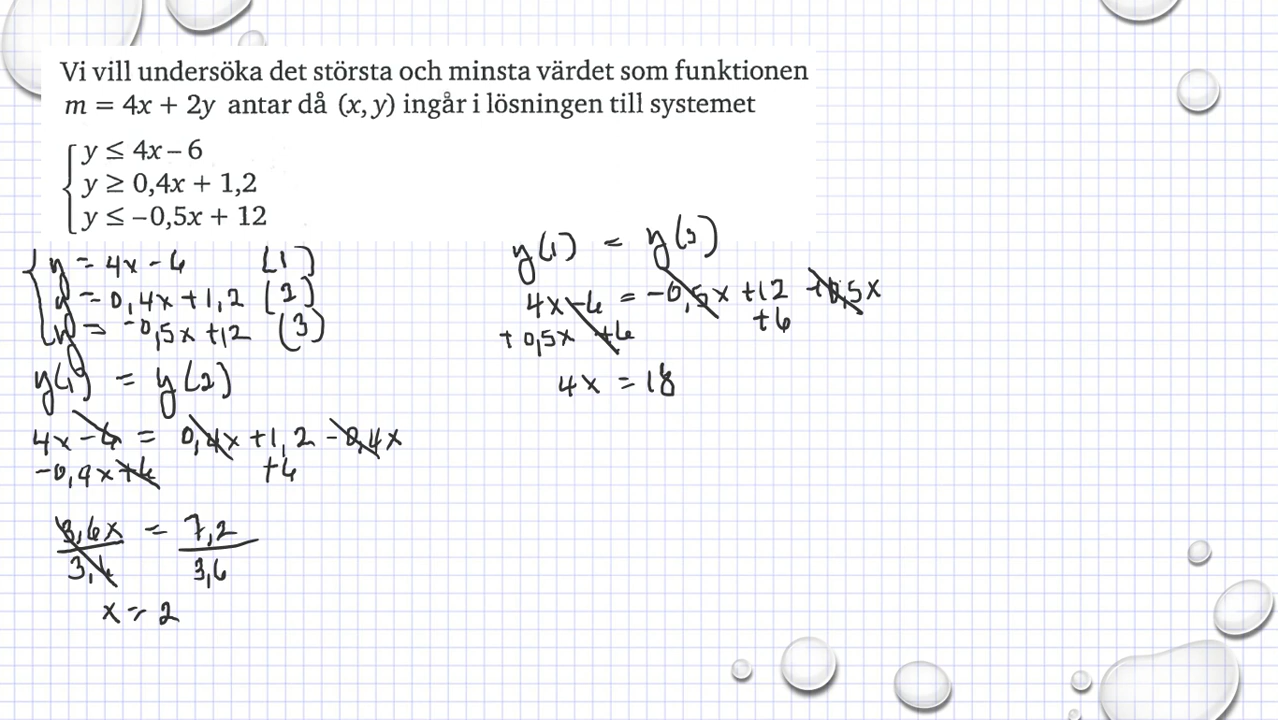 Vi vill undersöka det största och minsta värdet som funktionen
m = 4x + 2y antar då (x, y) ingår i lösningen till systemet
y ≤ 4x – 6
y ≥ 0,4x + 1,2
y ≤ –0,5x + 12
y = 4x - 6 (1)
y = 0,4x + 1,2 (2)
y = -0,5x + 12 (3)
y(1) = y(2)
4x - 6 = 0,4x + 1,2 - 0,4x
-0,4x + 6 +6
3,6x = 7,2
3,6 3,6
x = 2
y(1) = y(3)
4x - 6 = -0,5x + 12 + 0,5x
+ 0,5x + 6 +6
4x = 18